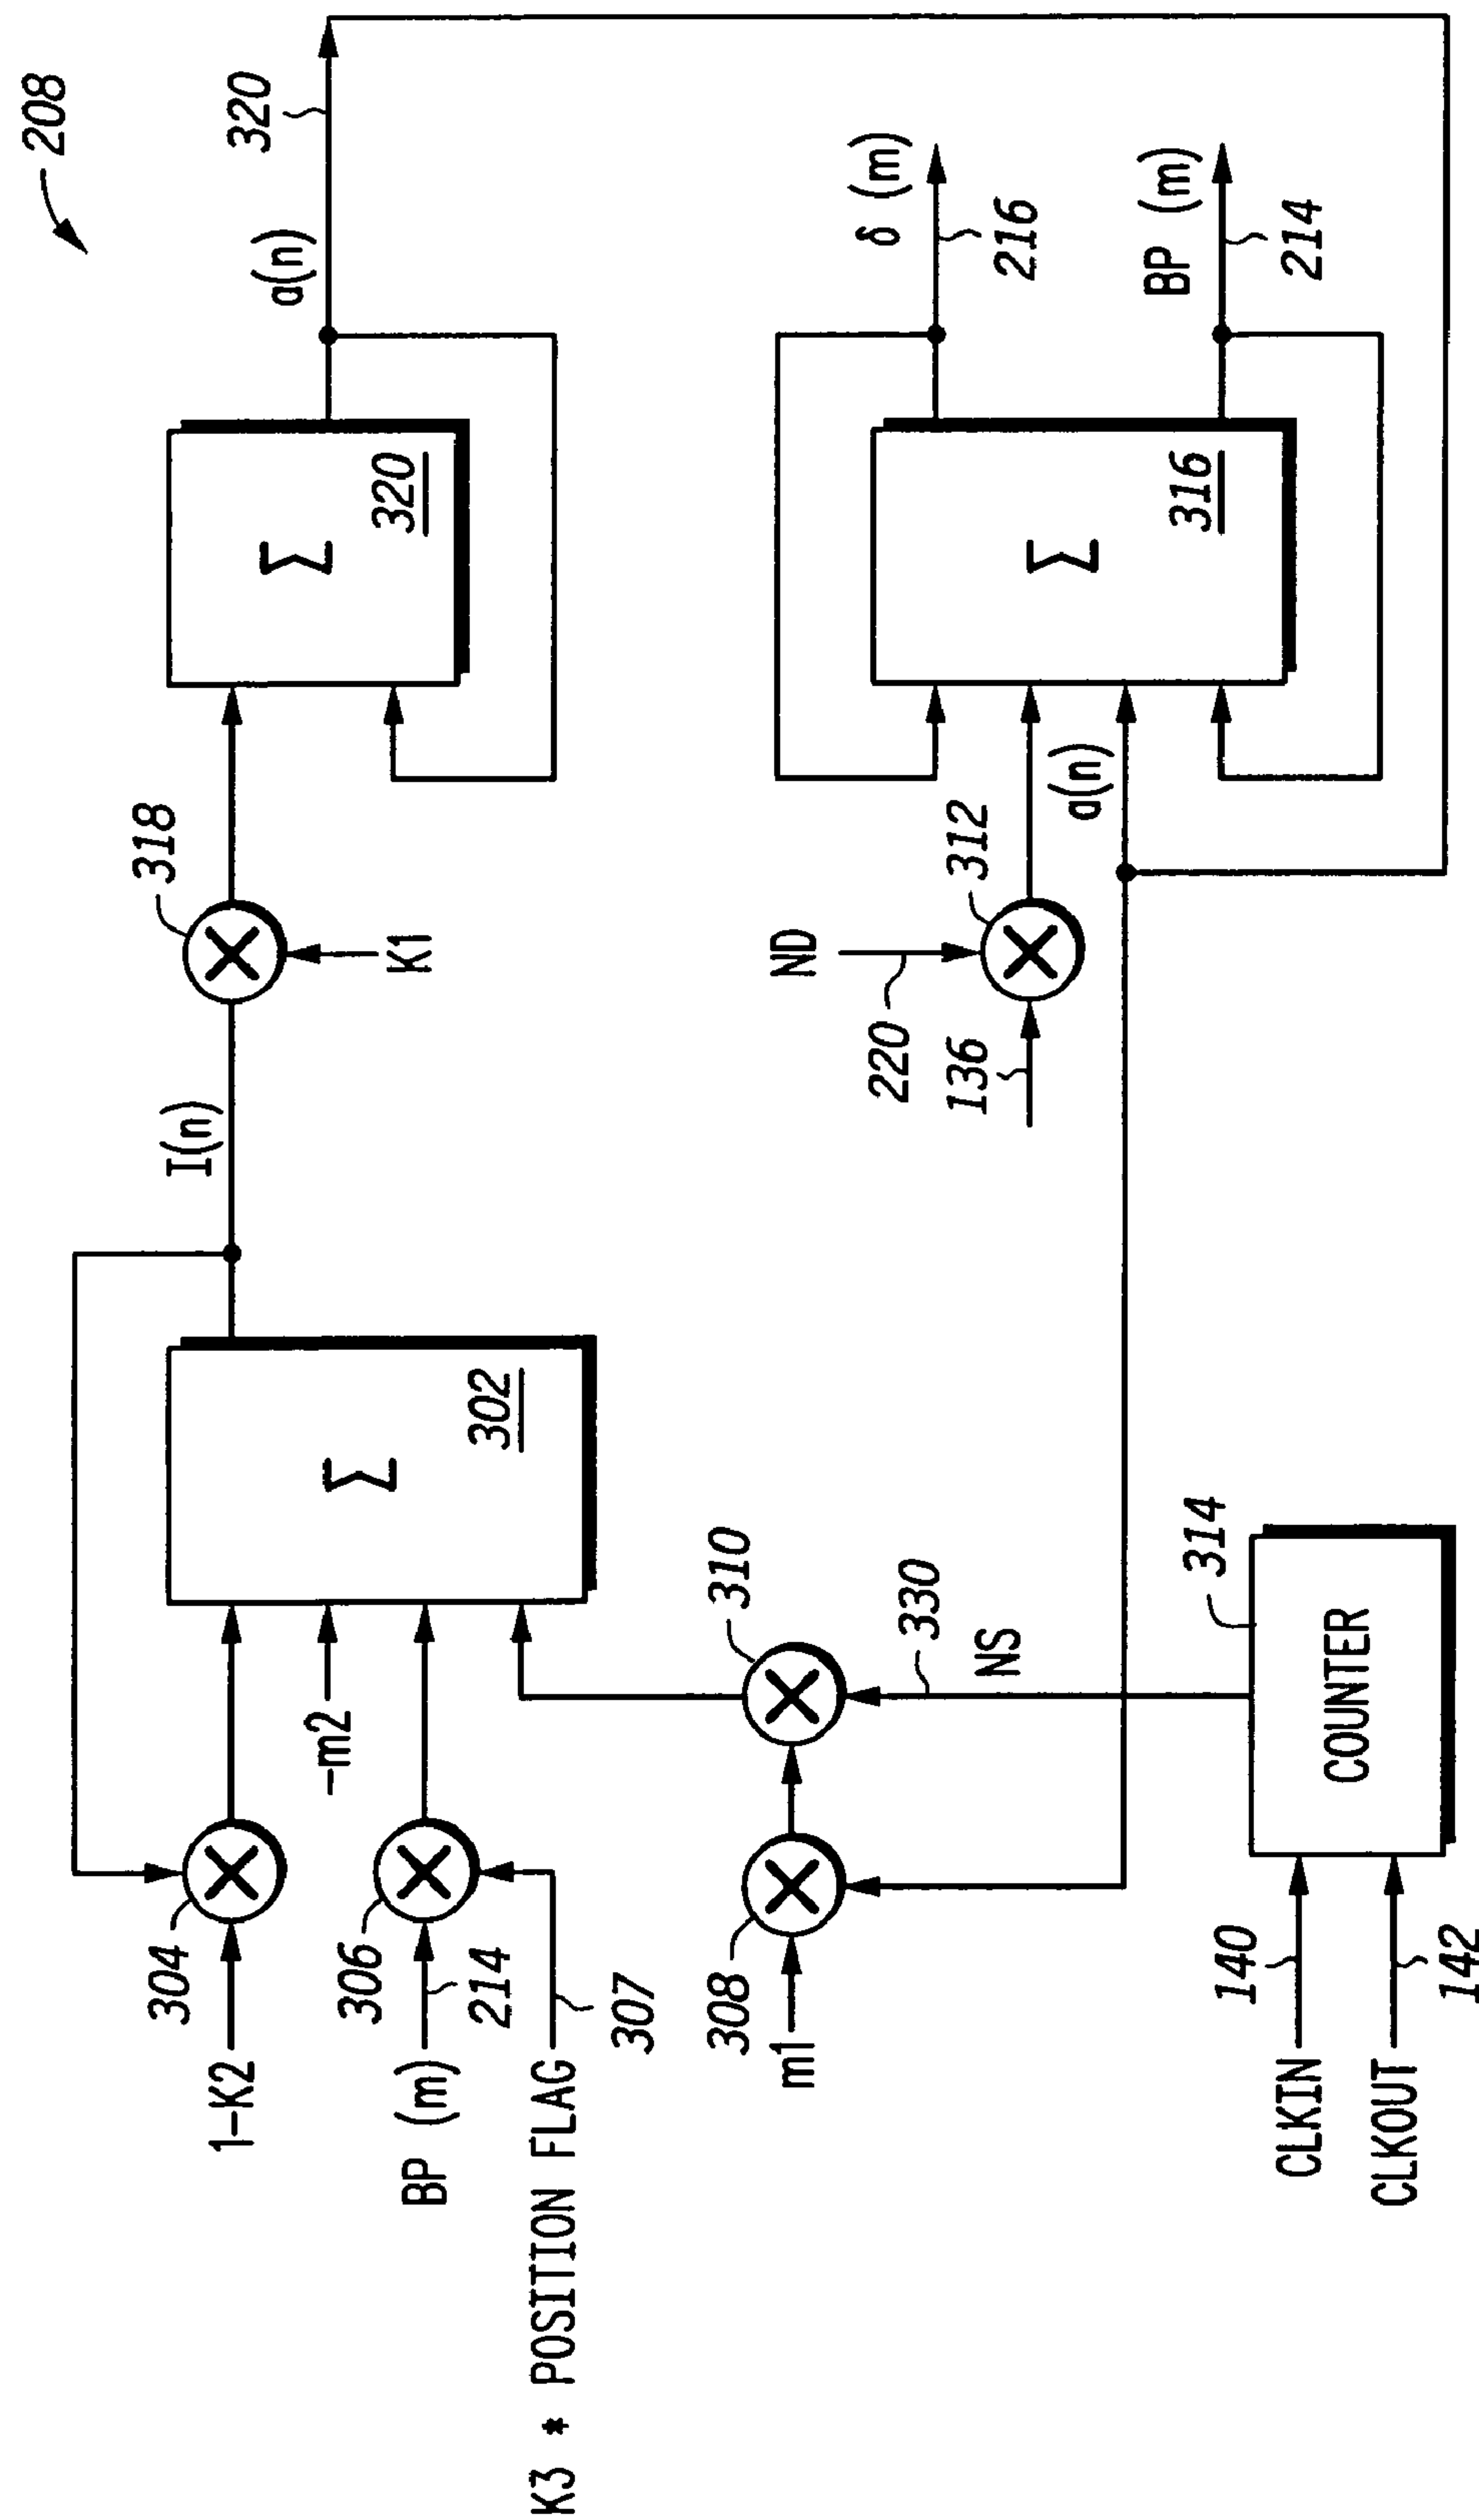 208
304
318
I(n)
1-K2
320
α(n)
Σ
-m2
306
Σ
320
K1
BP (m)
214
302
K3 * POSITION FLAG
307
308
310
m1
ND
220
δ (m)
330
136
312
NS
216
Σ
α(n)
BP (m)
316
314
140
CLKIN
214
COUNTER
CLKOUT
142